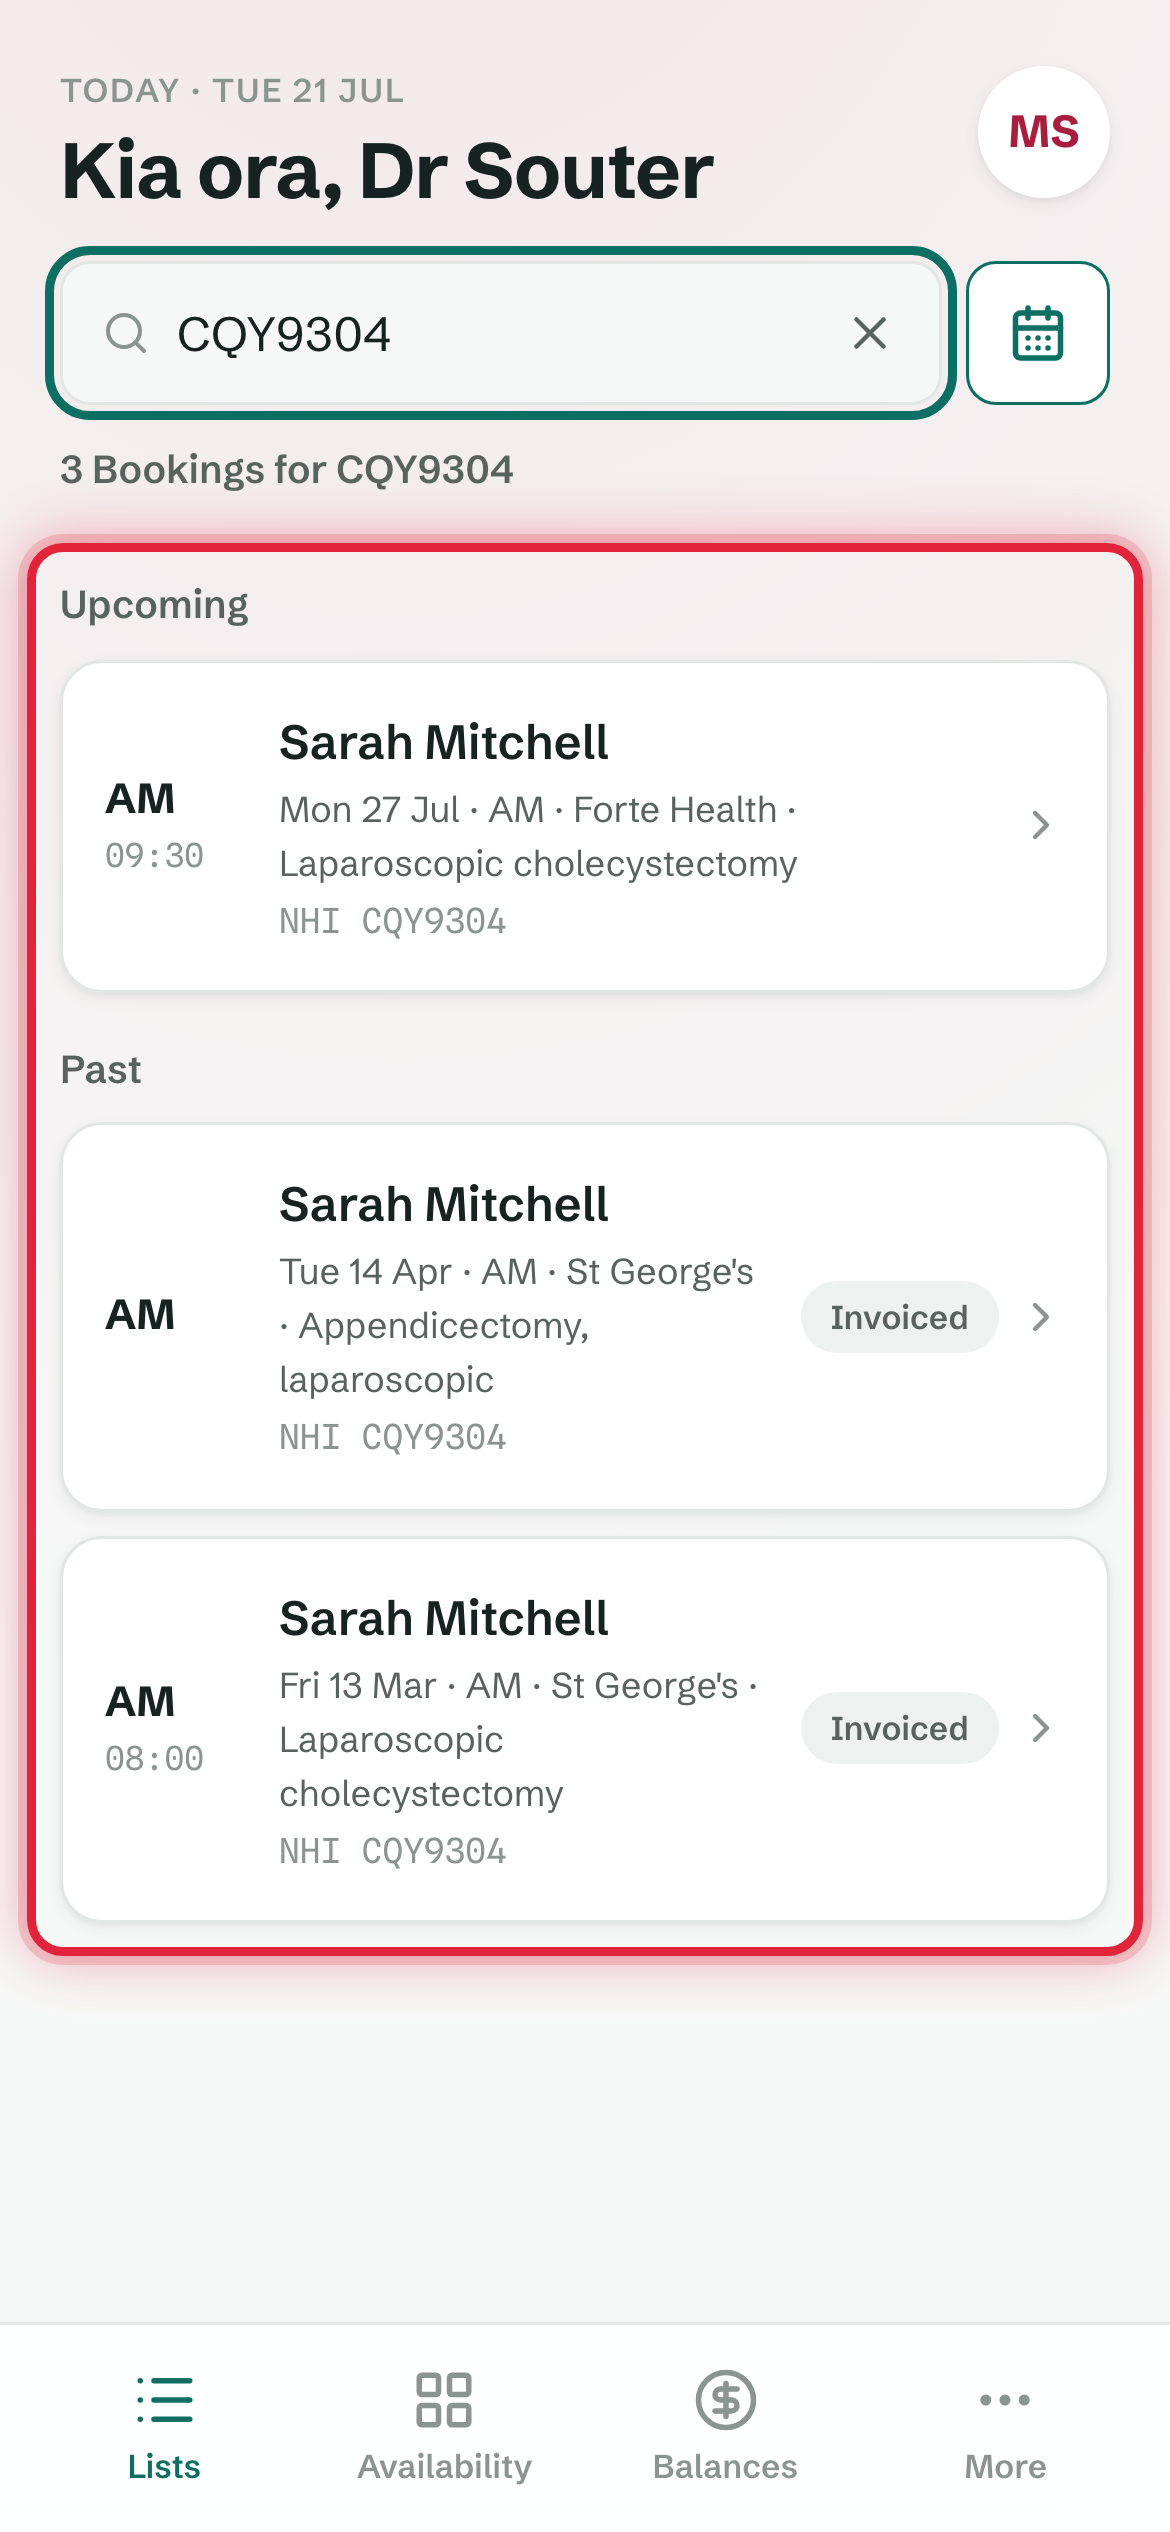 TODAY · TUE 21 JUL
Kia ora, Dr Souter
MS
CQY9304
3 Bookings for CQY9304
Upcoming
Sarah Mitchell
AM
Mon 27 Jul · AM · Forte Health ·
09:30
Laparoscopic cholecystectomy
NHI CQY9304
Past
Sarah Mitchell
Tue 14 Apr · AM · St George's
AM
· Appendicectomy,
Invoiced
laparoscopic
NHI CQY9304
Sarah Mitchell
Fri 13 Mar · AM · St George's ·
AM
Laparoscopic
Invoiced
08:00
cholecystectomy
NHI CQY9304
Lists
Availability
Balances
More